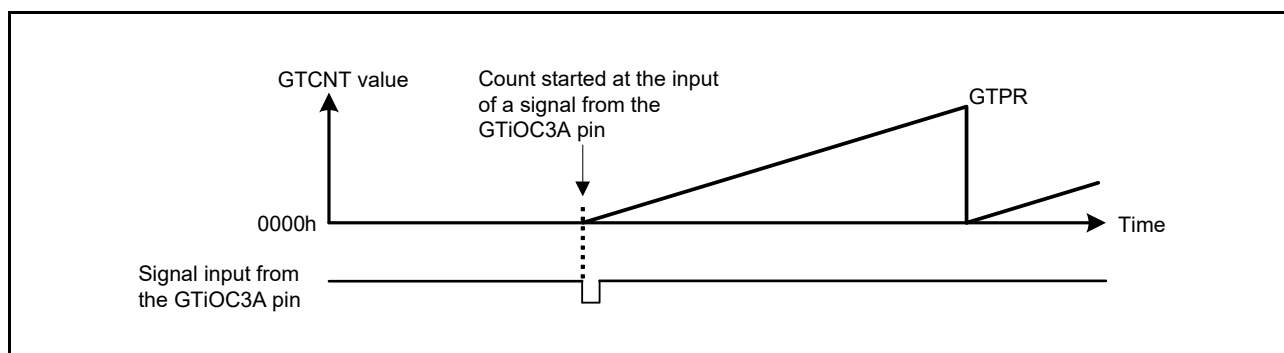 GTCNT value
Count started at the input
of a signal from the
GTiOC3A pin
GTPR
0000h
Time
Signal input from
the GTiOC3A pin